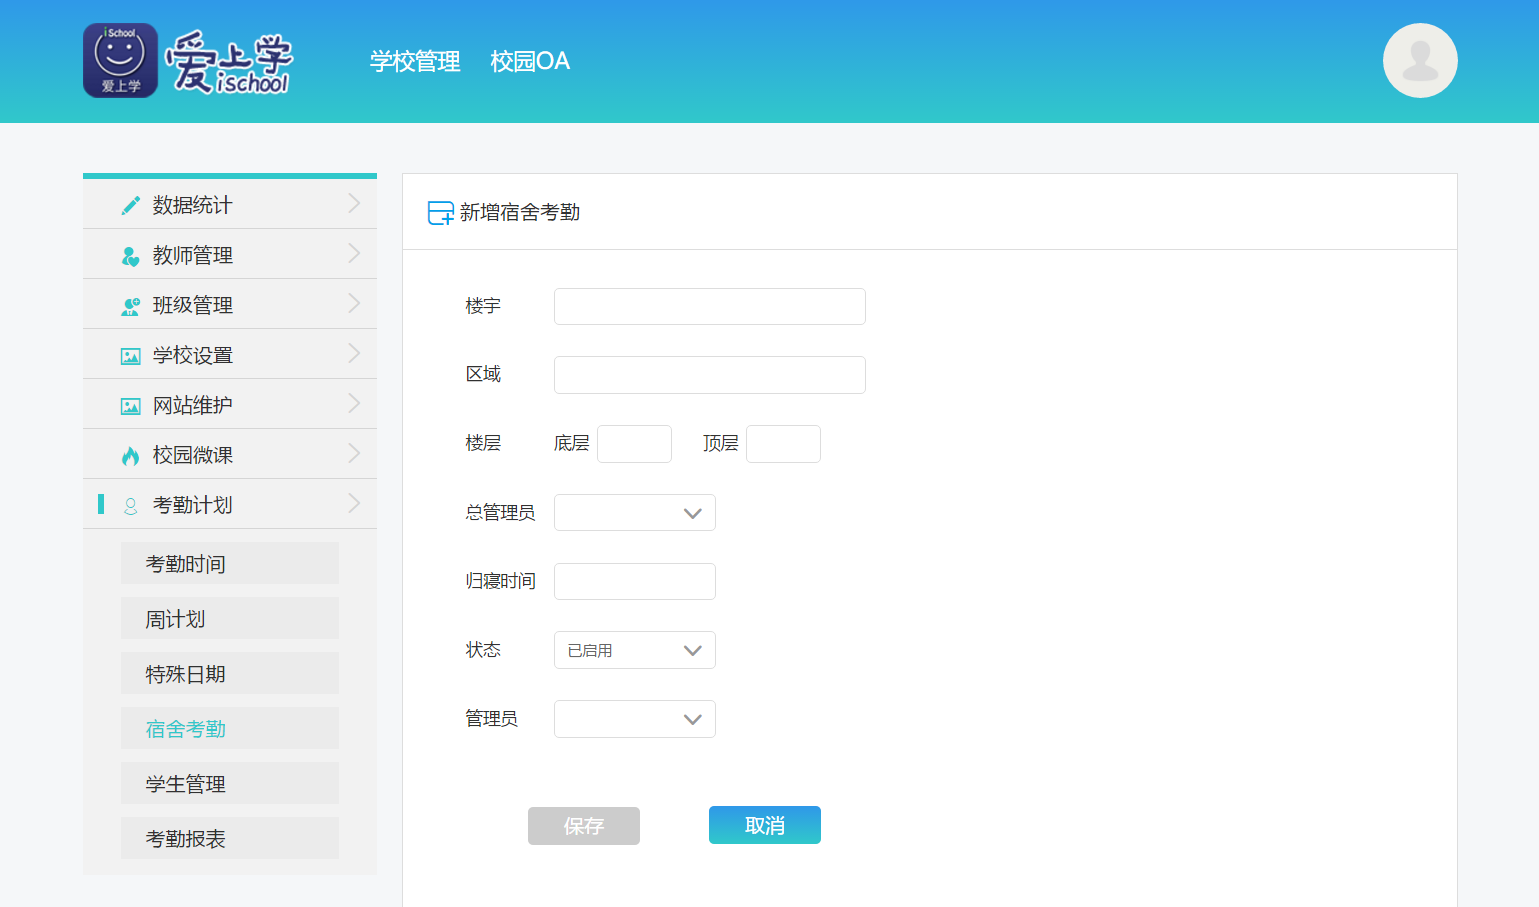 iSchool
爱上学
爱上学
ischool
学校管理 校园OA
数据统计
教师管理
班级管理
学校设置
网站维护
校园微课
考勤计划
考勤时间
周计划
特殊日期
宿舍考勤
学生管理
考勤报表
新增宿舍考勤
楼宇
区域
楼层 底层 顶层
总管理员
归寝时间
状态 已启用
管理员
保存 取消